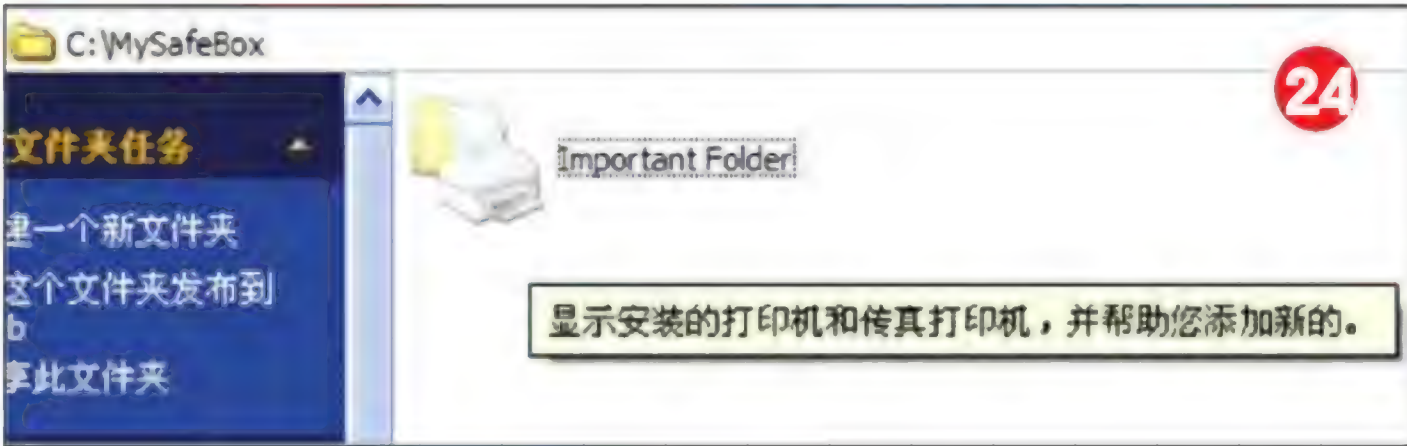 C:\MySafeBox
24
文件夹任务
Important Folder
建一个新文件夹
这个文件夹发布到
b
享此文件夹
显示安装的打印机和传真打印机，并帮助您添加新的。